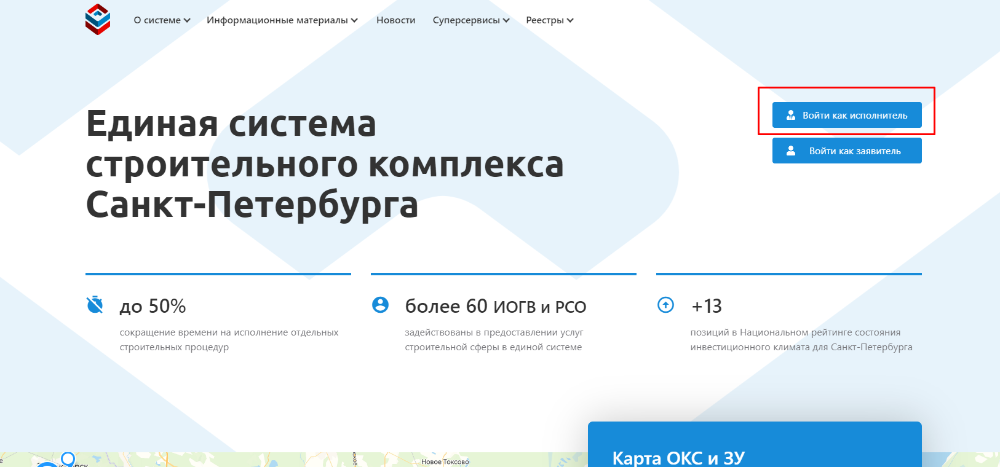 О системе Информационные материалы Новости Суперсервисы Реестры
Войти как исполнитель
Войти как заявитель
Единая система
строительного комплекса
Санкт-Петербурга
до 50%
сокращение времени на исполнение отдельных
строительных процедур
более 60 ИОГВ и РСО
задействованы в предоставлении услуг
строительной сферы в единой системе
+13
позиций в Национальном рейтинге состояния
инвестиционного климата для Санкт-Петербурга
Карта ОКС и ЗУ
Новое Токсово